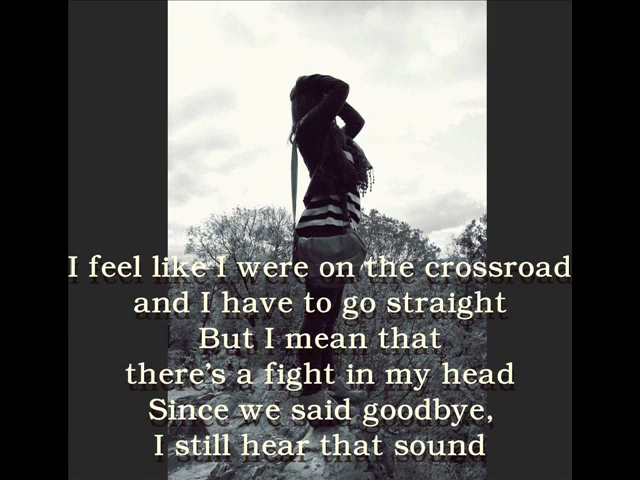 I feel like I were on the crossroad
and I have to go straight
But I mean that
there's a fight in my head
Since we said goodbye,
I still hear that sound